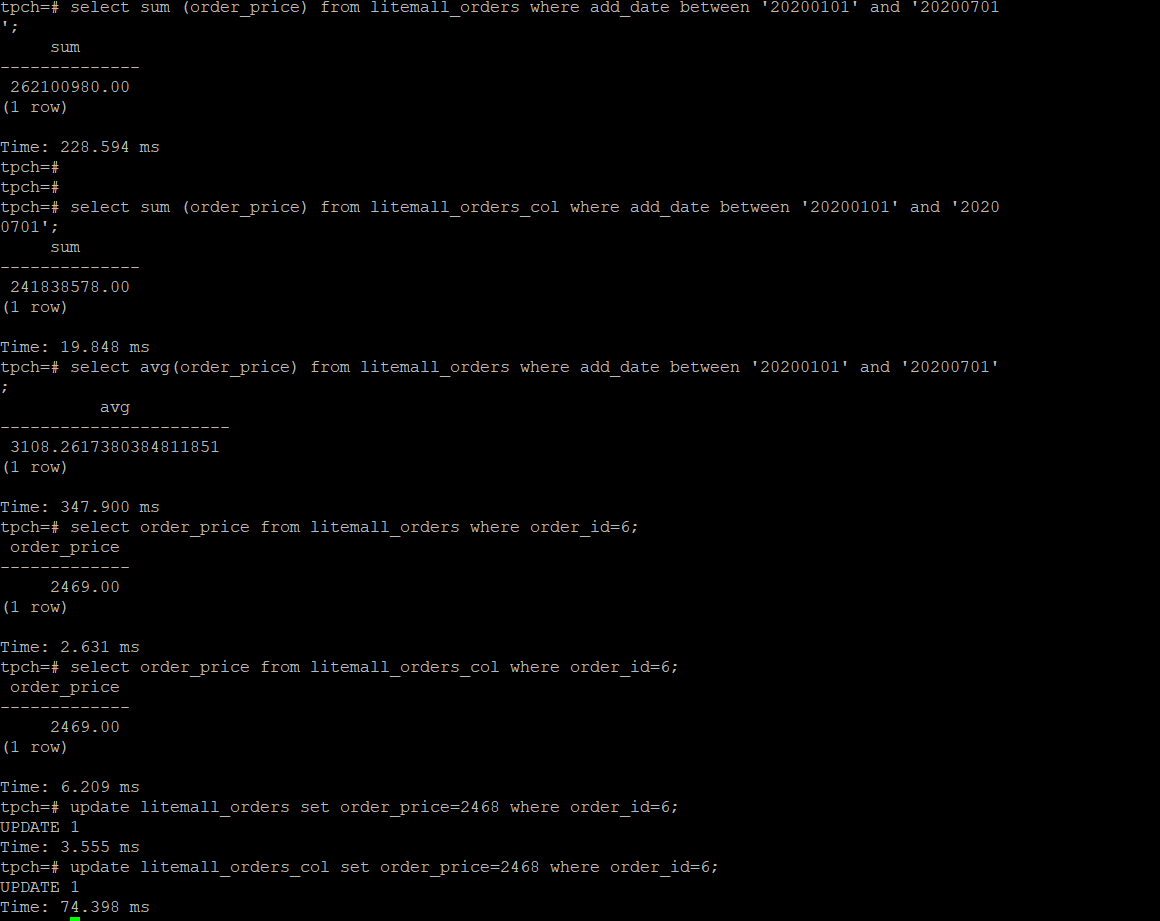 tpch=# select sum (order_price) from litemall_orders where add_date between '20200101' and '20200701
';
     sum
--------------
 262100980.00
(1 row)

Time: 228.594 ms
tpch=#
tpch=#
tpch=# select sum (order_price) from litemall_orders_col where add_date between '20200101' and '2020
0701';
     sum
--------------
 241838578.00
(1 row)

Time: 19.848 ms
tpch=# select avg(order_price) from litemall_orders where add_date between '20200101' and '20200701'
;
          avg
-----------------------
 3108.2617380384811851
(1 row)

Time: 347.900 ms
tpch=# select order_price from litemall_orders where order_id=6;
 order_price
-------------
     2469.00
(1 row)

Time: 2.631 ms
tpch=# select order_price from litemall_orders_col where order_id=6;
 order_price
-------------
     2469.00
(1 row)

Time: 6.209 ms
tpch=# update litemall_orders set order_price=2468 where order_id=6;
UPDATE 1
Time: 3.555 ms
tpch=# update litemall_orders_col set order_price=2468 where order_id=6;
UPDATE 1
Time: 74.398 ms